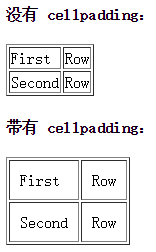 没有 cellpadding：
First Row
Second Row
带有 cellpadding：
First Row
Second Row